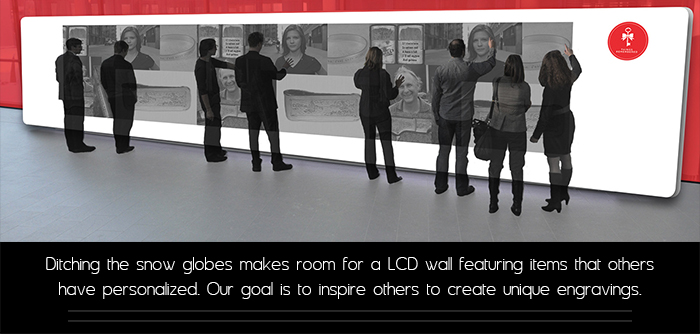 Ditching the snow globes makes room for a LCD wall featuring items that others
have personalized. Our goal is to inspire others to create unique engravings.